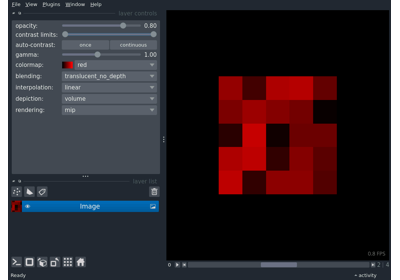 File View Plugins Window Help
layer controls
opacity: 0.80
contrast limits:
auto-contrast: once continuous
gamma: 1.00
colormap: red
blending: translucent_no_depth
interpolation: linear
depiction: volume
rendering: mip
layer list
Image
0.8 FPS
0 2 4
Ready activity